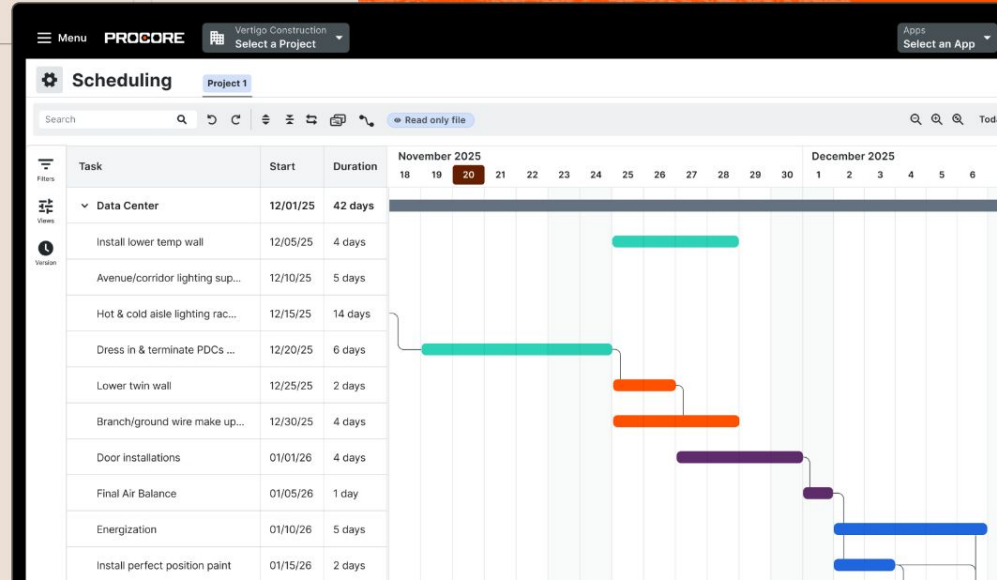 Menu PROCORE Vertigo Construction Select a Project Apps Select an App
Scheduling Project 1
Search Read only file
Filters
Views
Version
Task Start Duration
November 2025 December 2025
18 19 20 21 22 23 24 25 26 27 28 29 30 1 2 3 4 5 6
Data Center 12/01/25 42 days
Install lower temp wall 12/05/25 4 days
Avenue/corridor lighting sup... 12/10/25 5 days
Hot & cold aisle lighting rac... 12/15/25 14 days
Dress in & terminate PDCs ... 12/20/25 6 days
Lower twin wall 12/25/25 2 days
Branch/ground wire make up... 12/30/25 4 days
Door installations 01/01/26 4 days
Final Air Balance 01/05/26 1 day
Energization 01/10/26 5 days
Install perfect position paint 01/15/26 2 days